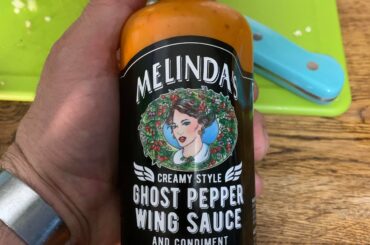 MELINDA'S
CREAMY STYLE
GHOST PEPPER
WING SAUCE
AND CONDIMENT